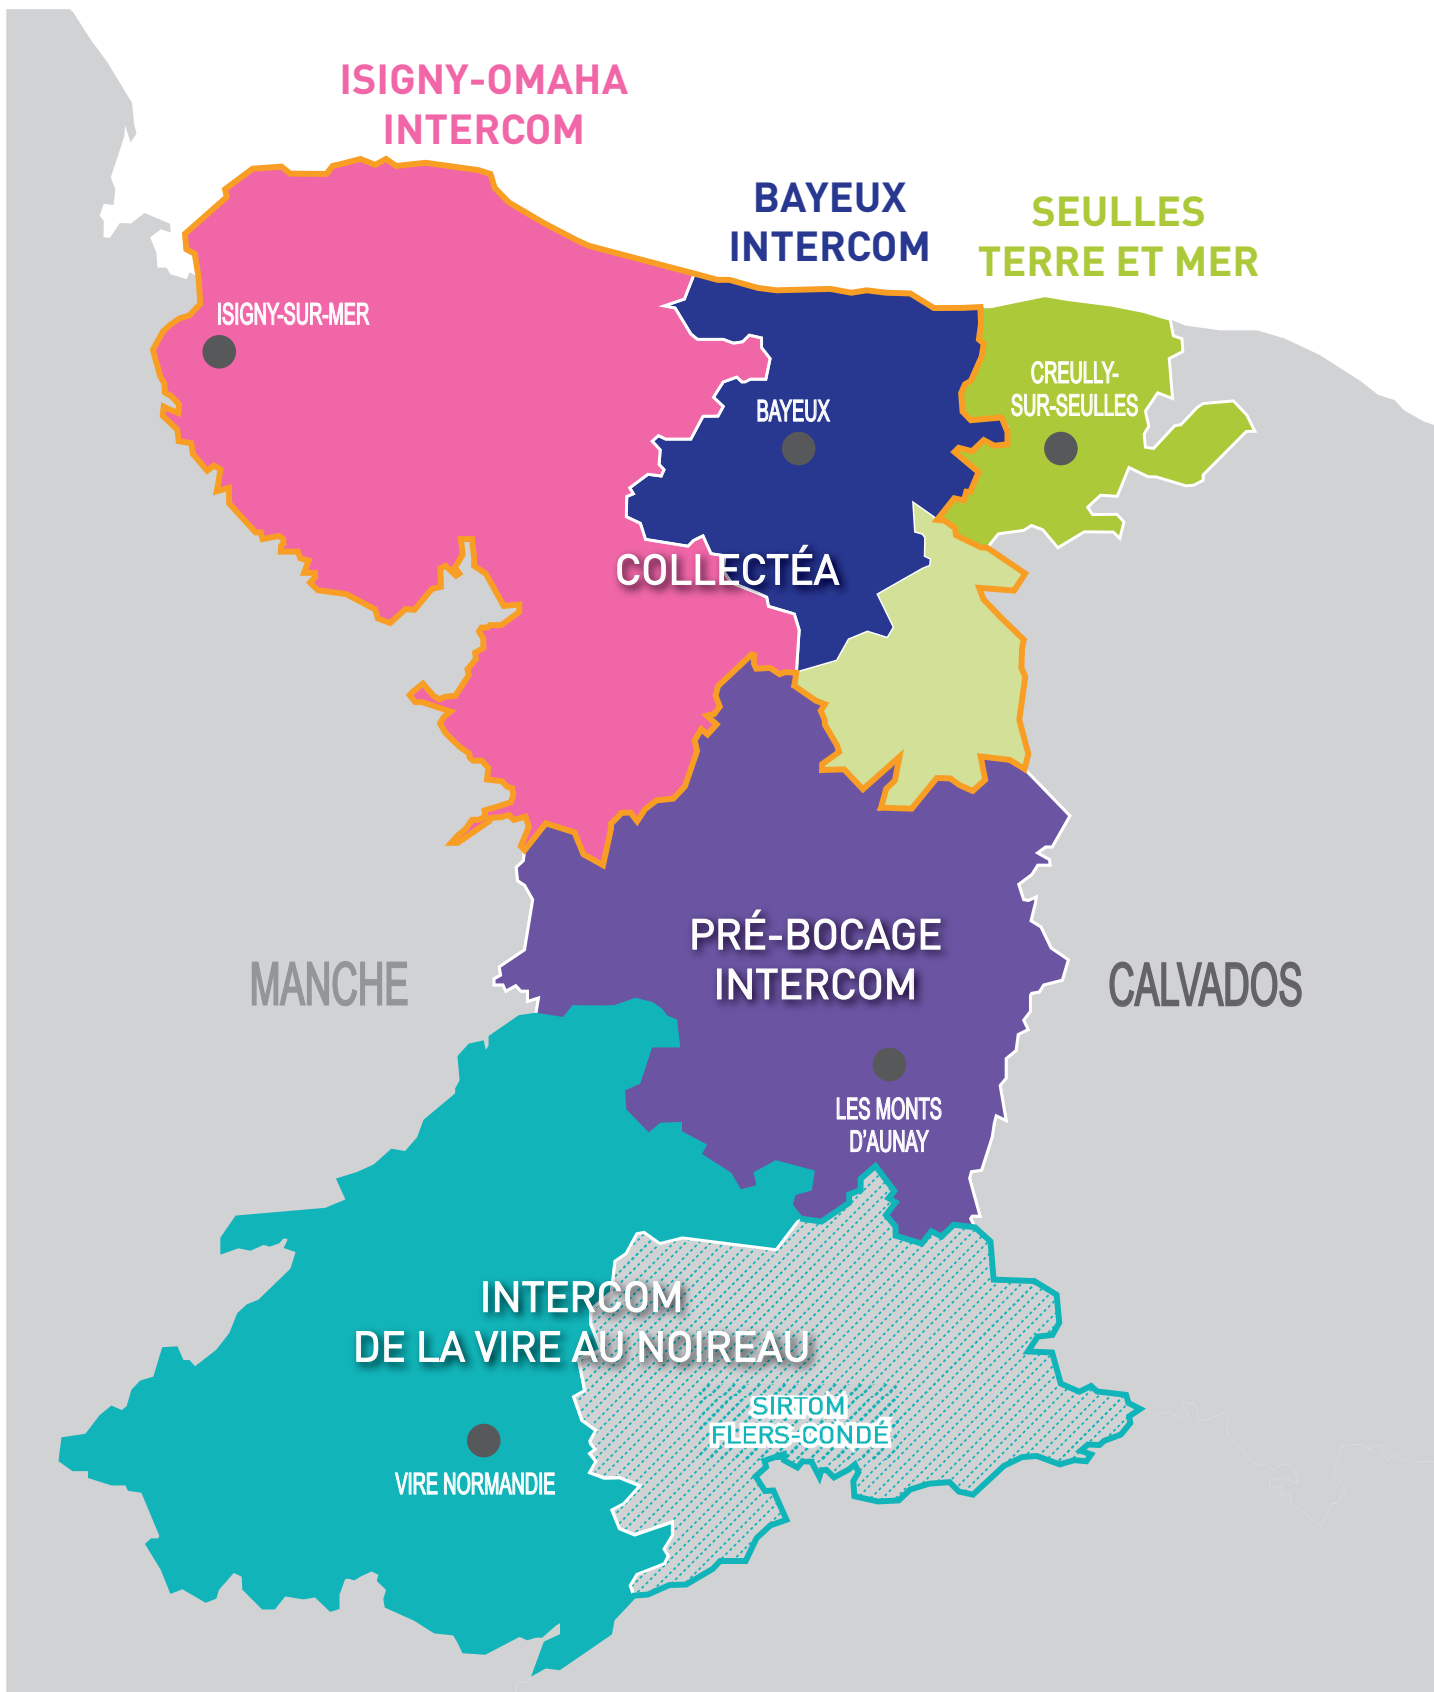 ISIGNY-OMAHA
INTERCOM
BAYEUX
INTERCOM
SEULLES
TERRE ET MER
ISIGNY-SUR-MER
CREULLY-
SUR-SEULLES
BAYEUX
COLLECTÉA
PRÉ-BOCAGE
INTERCOM
MANCHE
CALVADOS
LES MONTS
D'AUNAY
INTERCOM
DE LA VIRE AU NOIREAU
SIRTOM
FLERS-CONDÉ
VIRE NORMANDIE